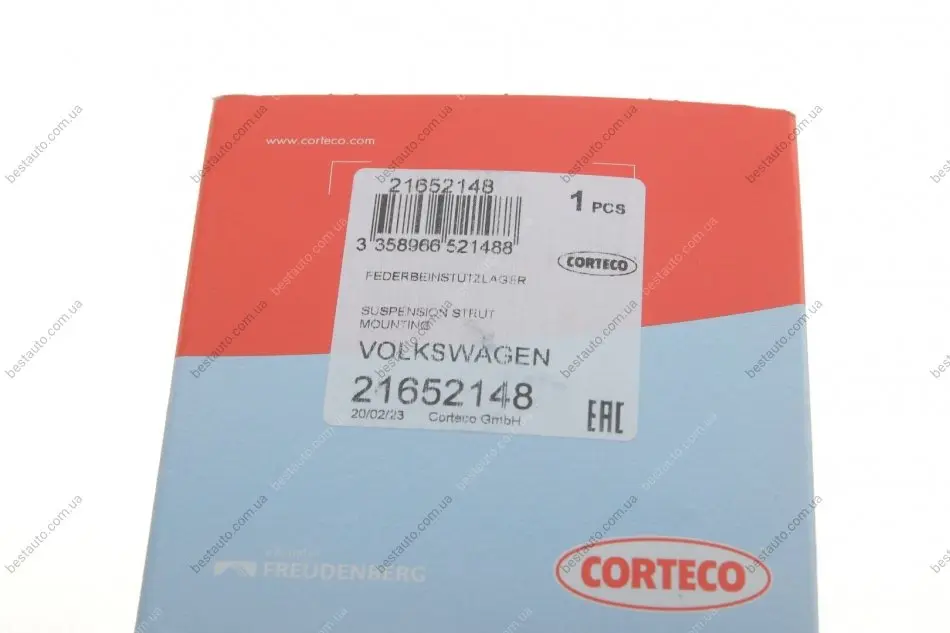 www.corteco.com
21652148
1 PCS
3 358966 521488
CORTECO
FEDERBEINSTÜTZLAGER
SUSPENSION STRUT
MOUNTING
VOLKSWAGEN
21652148
20/02/23 Corteco GmbH
EAC
FREUDENBERG
CORTECO
bestauto.com.ua